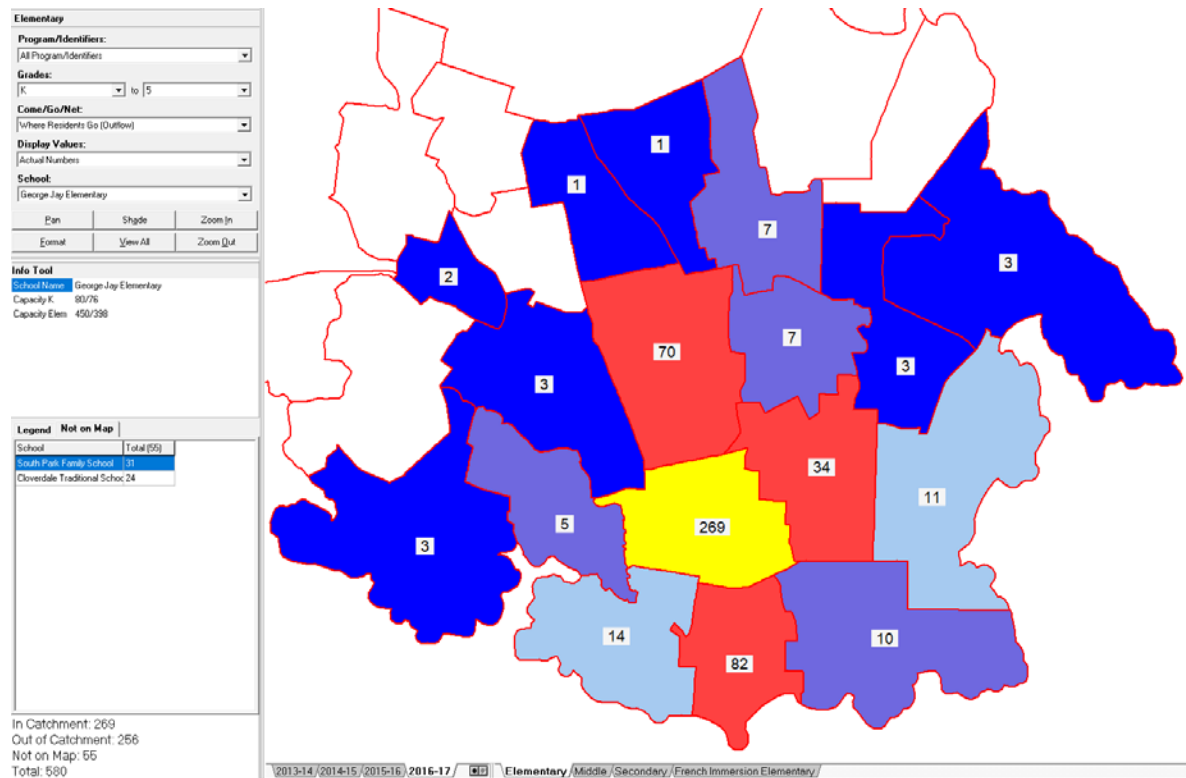 Elementary
Program/Identifiers:
All Program/Identifiers
Grades:
K to 5
Come/Go/Net:
Where Residents Go (Outflow)
Display Values:
Actual Numbers
School:
George Jay Elementary
Pan Shade Zoom In
Format View All Zoom Out
Info Tool
School Name George Jay Elementary
Capacity K 80/76
Capacity Elem 450/398
Legend Not on Map
School Total (55)
South Park Family School 31
Cloverdale Traditional Schoc 24
In Catchment: 269
Out of Catchment: 256
Not on Map: 55
Total: 580
1
1
7
3
2
7
70
3
3
34
11
5
269
3
14
10
82
2013-14 2014-15 2015-16 2016-17 Elementary Middle Secondary French Immersion Elementary